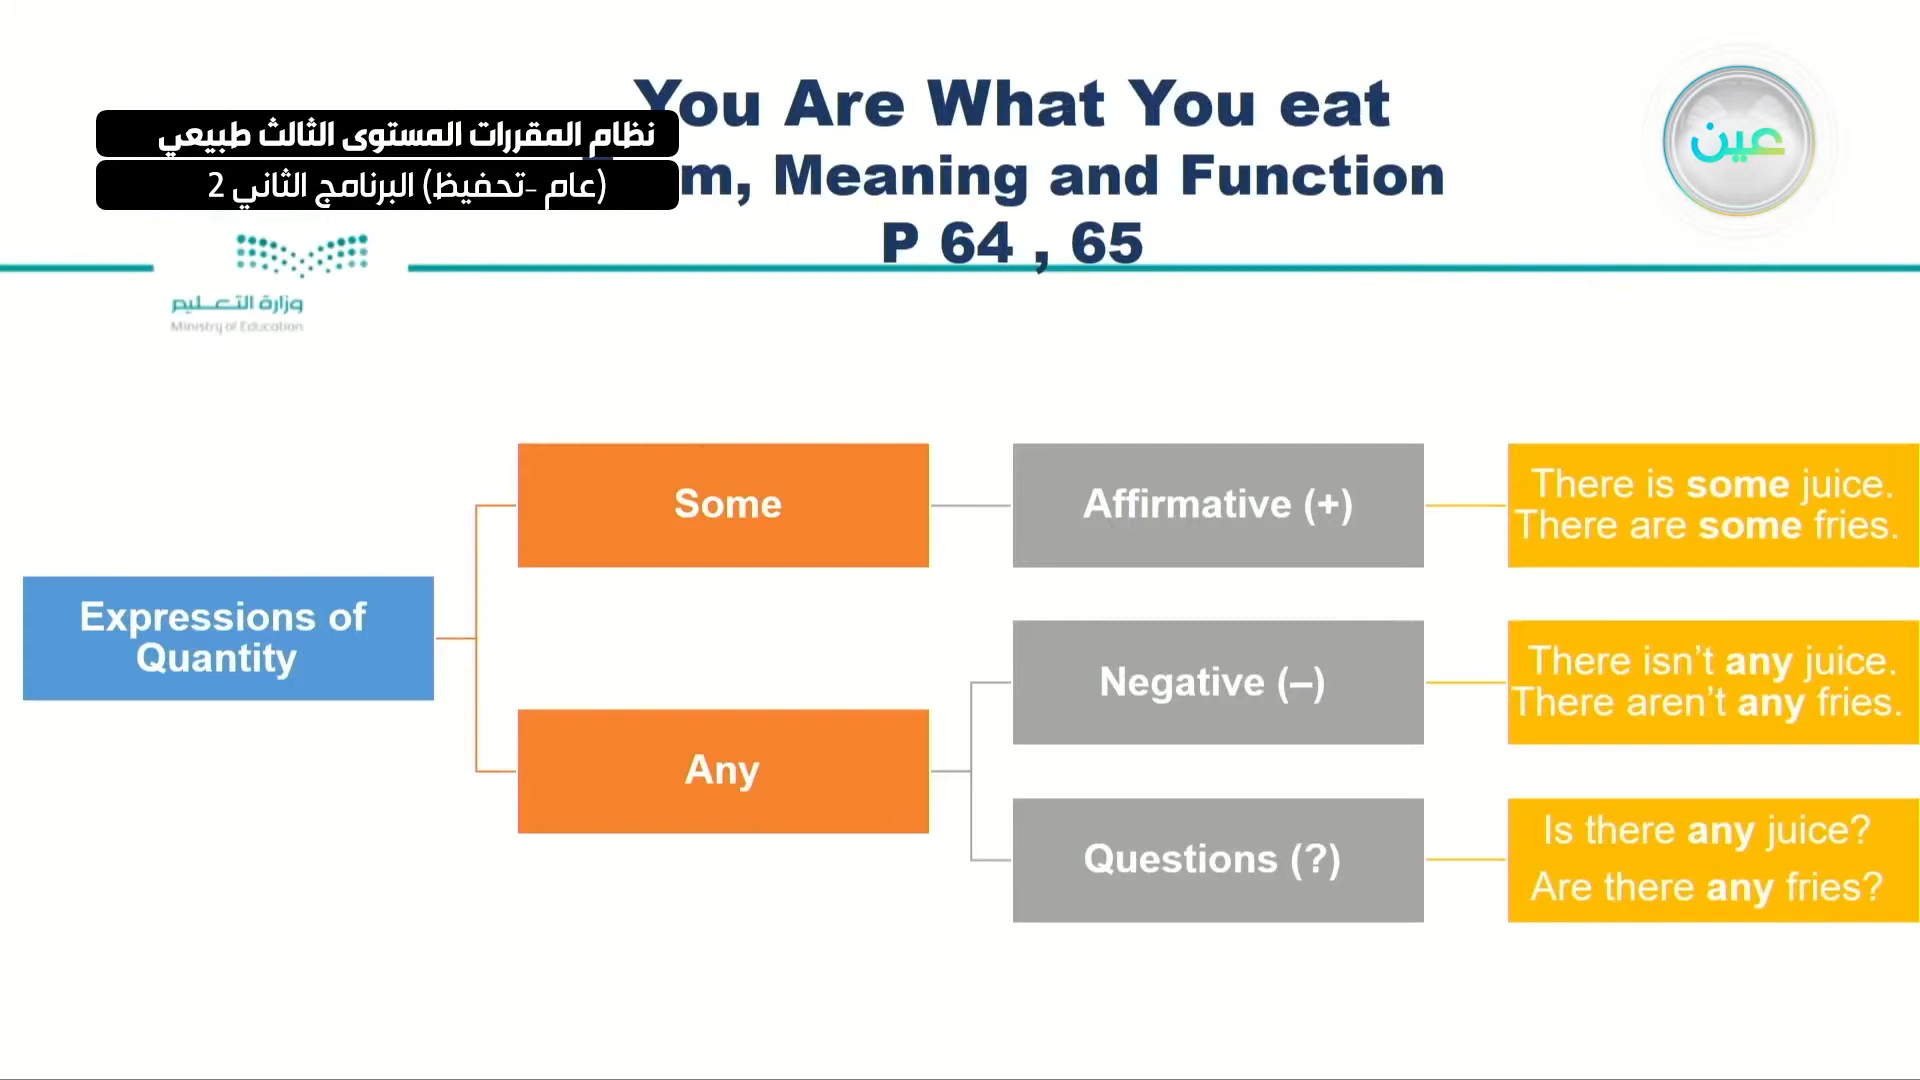 You Are What You eat
نظام المقررات المستوى الثالث طبيعي
Meaning and Function
(عام -تحفيظ) البرنامج الثاني 2
P 64 , 65
عين
وزارة التعليم
Ministry of Education
Expressions of
Quantity
Some
Affirmative (+)
There is some juice.
There are some fries.
Any
Negative (–)
There isn't any juice.
There aren't any fries.
Questions (?)
Is there any juice?
Are there any fries?